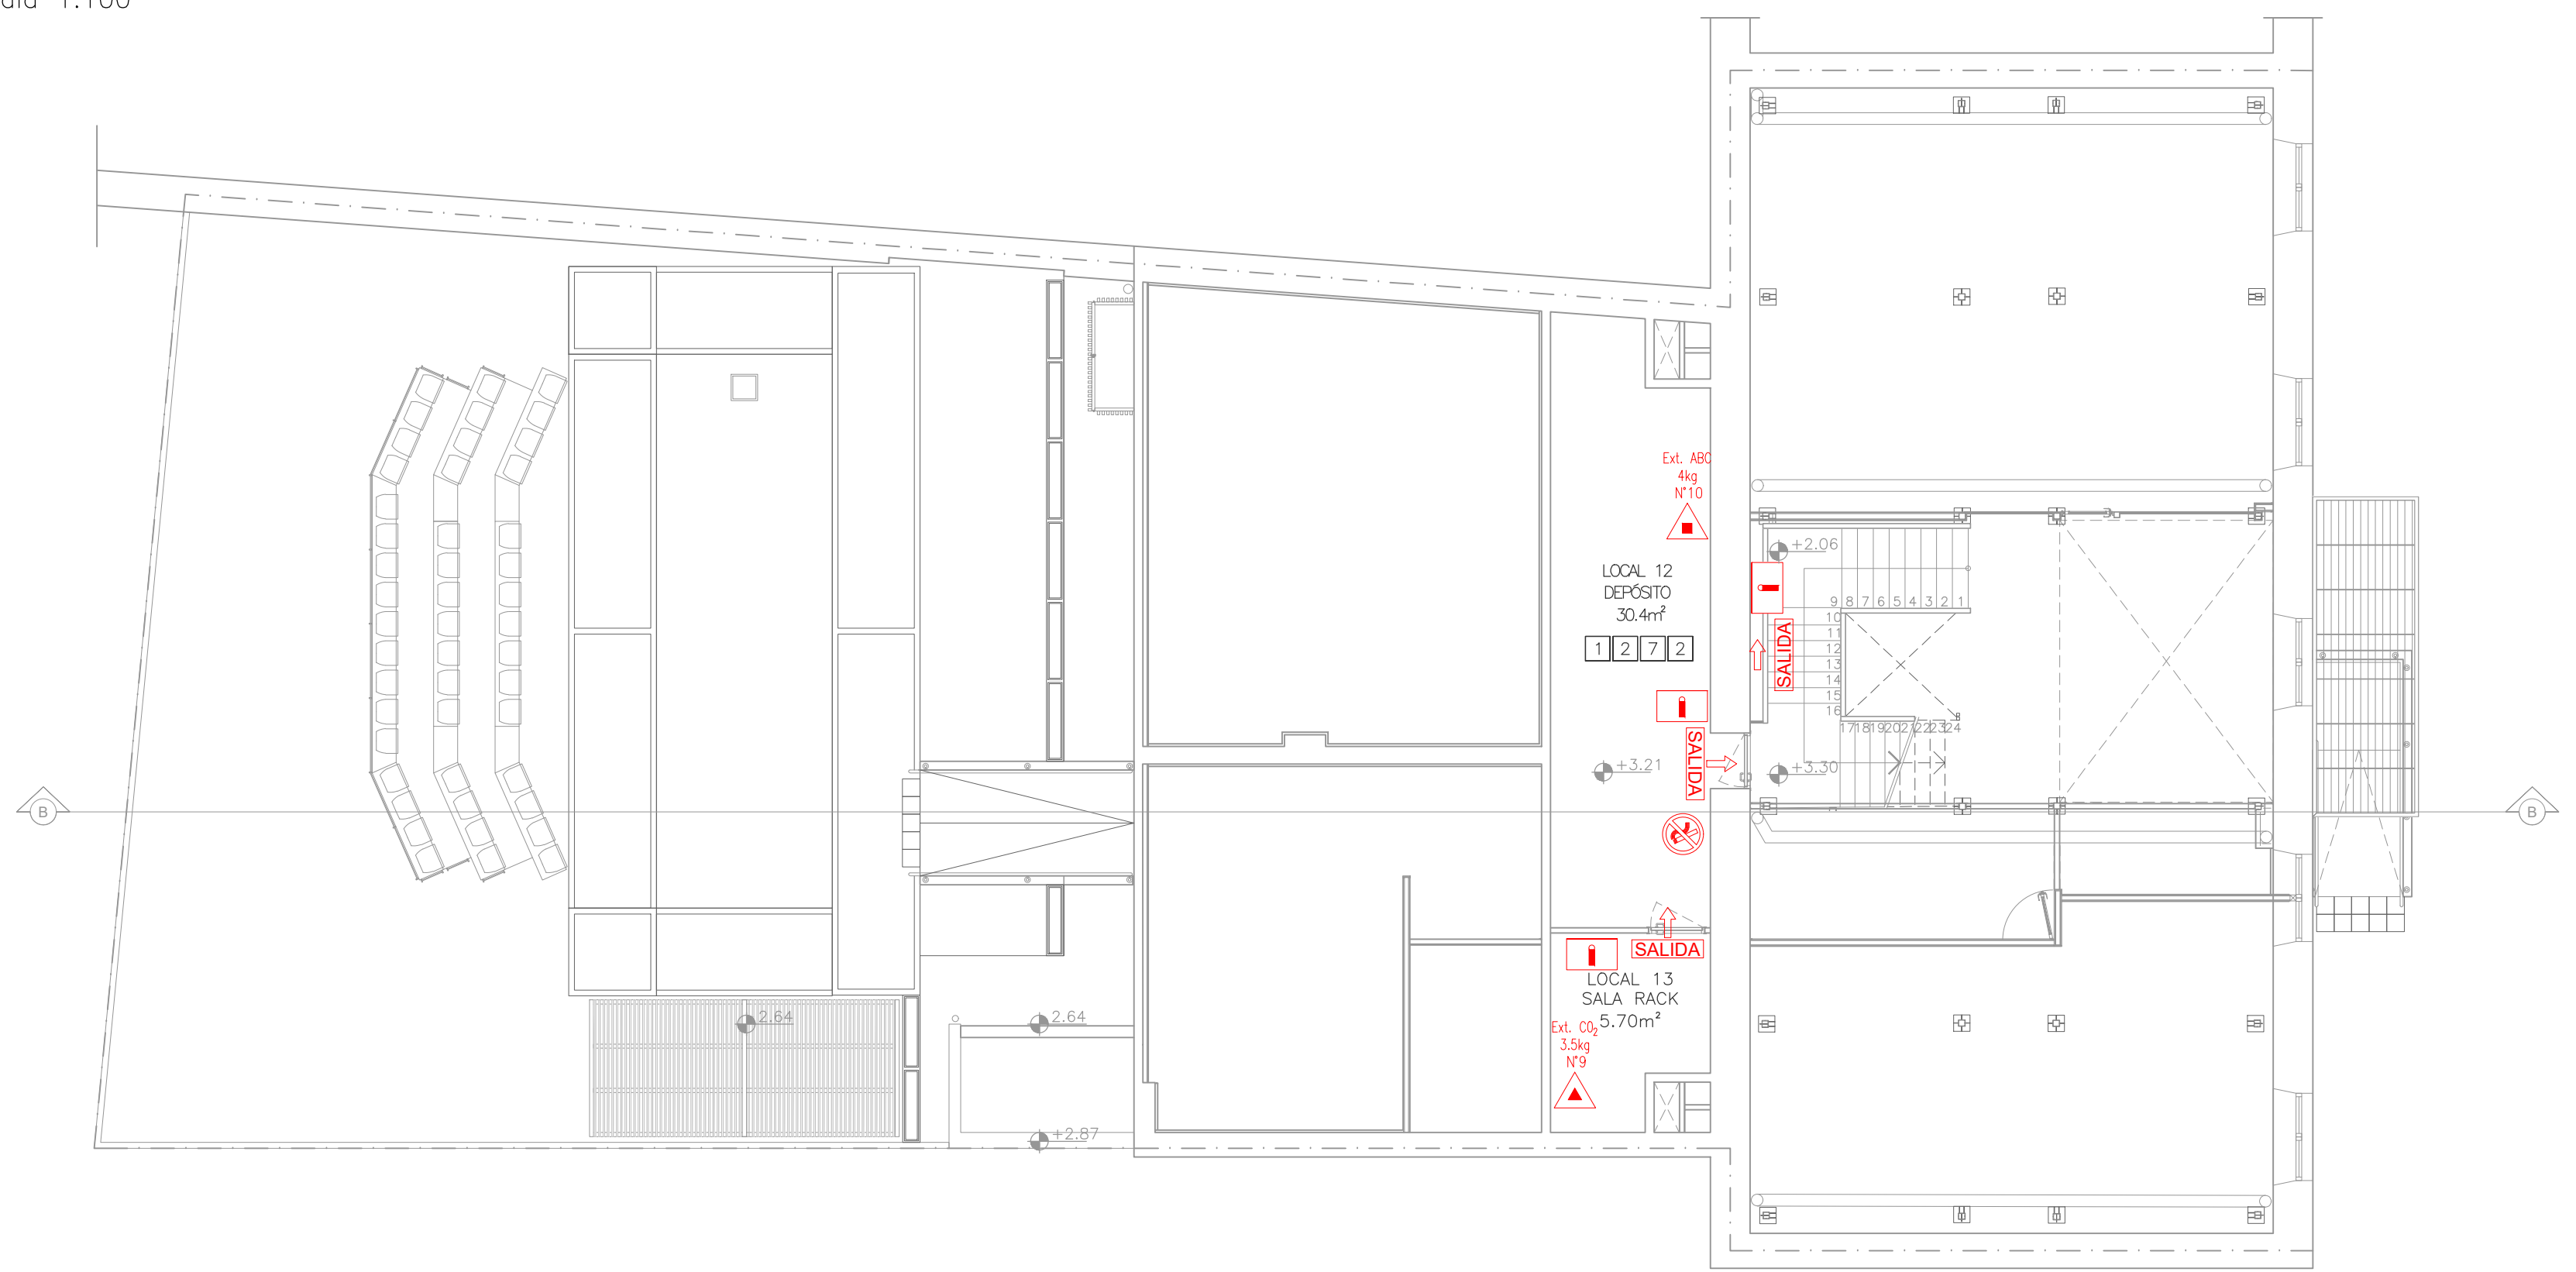 1:100
Ext. ABC
4kg
N°10
LOCAL 12
DEPÓSITO
30.4m²
1 2 7 2
+2.06
9 8 7 6 5 4 3 2 1
10
11
12
13
14
15
16
17 18 19 20 21 22 23 24
SALIDA
SALIDA
+3.21
+3.30
B
B
SALIDA
LOCAL 13
SALA RACK
5.70m²
Ext. CO₂
3.5kg
N°9
2.64
2.64
+2.87